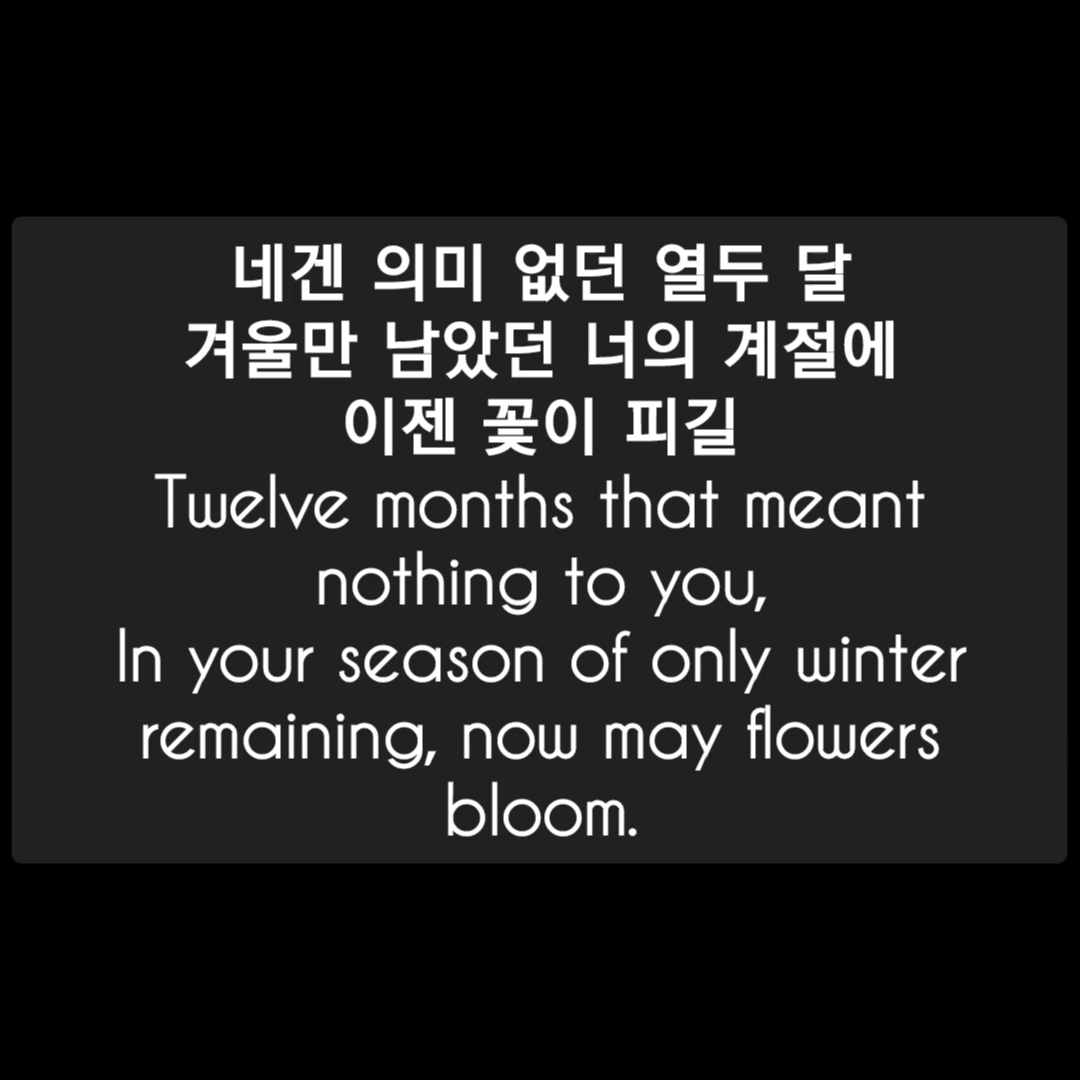 네겐 의미 없던 열두 달
겨울만 남았던 너의 계절에
이젠 꽃이 피길
Twelve months that meant
nothing to you,
In your season of only winter
remaining, now may flowers
bloom.